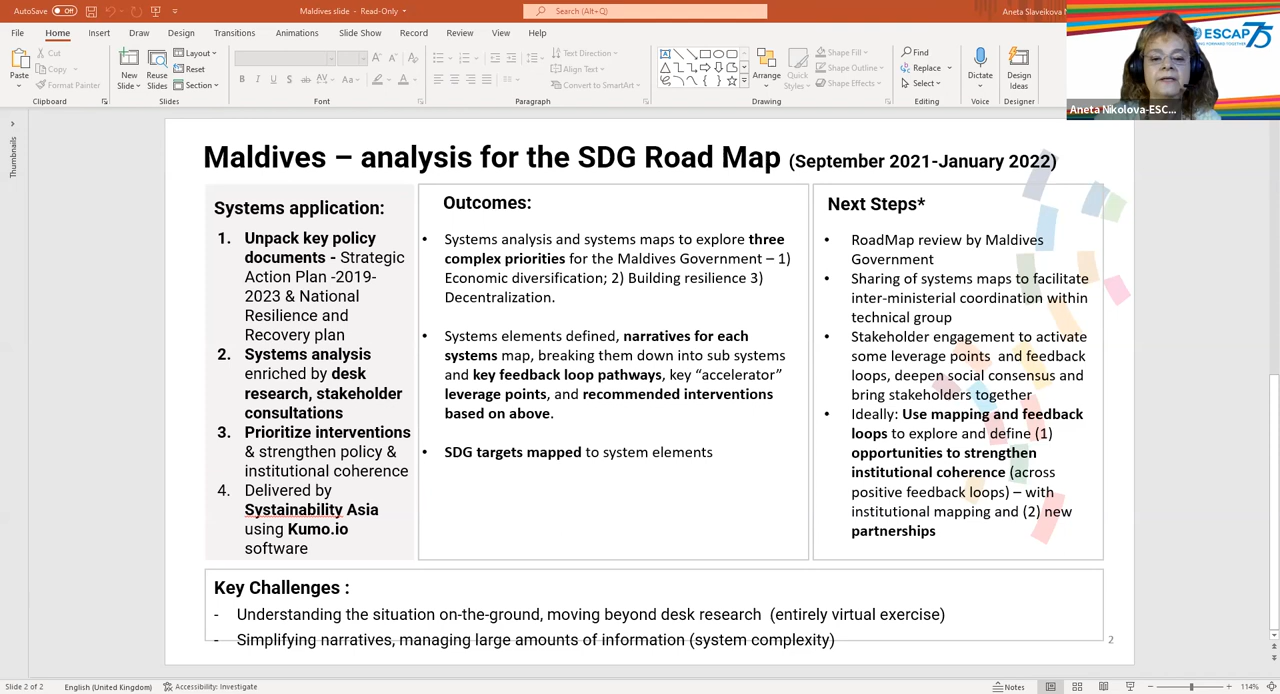 AutoSave Off
Maldives slide - Read-Only
Search (Alt+Q)
Aneta Slaveikova N
File Home Insert Draw Design Transitions Animations Slide Show Record Review View Help
Paste
Cut
Copy
Format Painter
Clipboard
New Slide
Reuse Slides
Layout
Reset
Section
Slides
B I U S ab AV Aa A
Font
Text Direction
Align Text
Convert to SmartArt
Paragraph
Arrange
Quick Styles
Shape Fill
Shape Outline
Shape Effects
Drawing
Find
Replace
Select
Editing
Dictate
Voice
Design Ideas
Designer
ESCAP 75
Aneta Nikolova-ESC...
Thumbnails
Maldives – analysis for the SDG Road Map (September 2021-January 2022)
Systems application:
1. Unpack key policy
documents - Strategic
Action Plan -2019-
2023 & National
Resilience and
Recovery plan
2. Systems analysis
enriched by desk
research, stakeholder
consultations
3. Prioritize interventions
& strengthen policy &
institutional coherence
4. Delivered by
Systainability Asia
using Kumo.io
software
Outcomes:
• Systems analysis and systems maps to explore three
complex priorities for the Maldives Government – 1)
Economic diversification; 2) Building resilience 3)
Decentralization.
• Systems elements defined, narratives for each
systems map, breaking them down into sub systems
and key feedback loop pathways, key “accelerator”
leverage points, and recommended interventions
based on above.
• SDG targets mapped to system elements
Next Steps*
• RoadMap review by Maldives
Government
• Sharing of systems maps to facilitate
inter-ministerial coordination within
technical group
• Stakeholder engagement to activate
some leverage points and feedback
loops, deepen social consensus and
bring stakeholders together
• Ideally: Use mapping and feedback
loops to explore and define (1)
opportunities to strengthen
institutional coherence (across
positive feedback loops) – with
institutional mapping and (2) new
partnerships
Key Challenges :
- Understanding the situation on-the-ground, moving beyond desk research (entirely virtual exercise)
- Simplifying narratives, managing large amounts of information (system complexity)
2
Slide 2 of 2
English (United Kingdom)
Accessibility: Investigate
Notes
114%